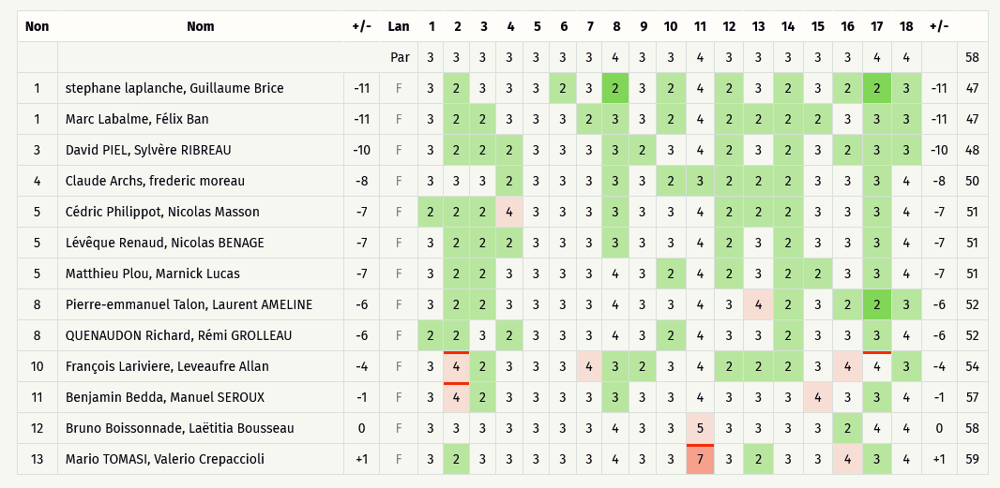 Non Nom +/- Lan 1 2 3 4 5 6 7 8 9 10 11 12 13 14 15 16 17 18 +/-
Par 3 3 3 3 3 3 3 4 3 3 4 3 3 3 3 3 4 4 58
1 stephane laplanche, Guillaume Brice -11 F 3 2 3 3 3 2 3 2 3 2 4 2 3 2 3 2 2 3 -11 47
1 Marc Labalme, Félix Ban -11 F 3 2 2 3 3 3 2 3 3 2 4 2 2 2 2 3 3 3 -11 47
3 David PIEL, Sylvère RIBREAU -10 F 3 2 2 2 3 3 3 3 2 3 4 2 3 2 3 2 3 3 -10 48
4 Claude Archs, frederic moreau -8 F 3 3 3 2 3 3 3 3 3 2 3 2 2 2 3 3 3 4 -8 50
5 Cédric Philippot, Nicolas Masson -7 F 2 2 2 4 3 3 3 3 3 3 4 2 2 2 3 3 3 4 -7 51
5 Lévêque Renaud, Nicolas BENAGE -7 F 3 2 2 2 3 3 3 3 3 3 4 2 3 2 3 3 3 4 -7 51
5 Matthieu Plou, Marnick Lucas -7 F 3 2 2 3 3 3 3 4 3 2 4 2 3 2 2 3 3 4 -7 51
8 Pierre-emmanuel Talon, Laurent AMELINE -6 F 3 2 2 3 3 3 3 4 3 3 4 3 4 2 3 2 2 3 -6 52
8 QUENAUDON Richard, Rémi GROLLEAU -6 F 2 2 3 2 3 3 3 4 3 2 4 3 3 2 3 3 3 4 -6 52
10 François Lariviere, Leveaufre Allan -4 F 3 4 2 3 3 3 4 3 2 3 4 2 2 2 3 4 4 3 -4 54
11 Benjamin Bedda, Manuel SEROUX -1 F 3 4 2 3 3 3 3 3 3 3 4 3 3 3 4 3 3 4 -1 57
12 Bruno Boissonnade, Laëtitia Bousseau 0 F 3 3 3 3 3 3 3 4 3 3 5 3 3 3 3 2 4 4 0 58
13 Mario TOMASI, Valerio Crepaccioli +1 F 3 2 3 3 3 3 3 4 3 3 7 3 2 3 3 4 3 4 +1 59